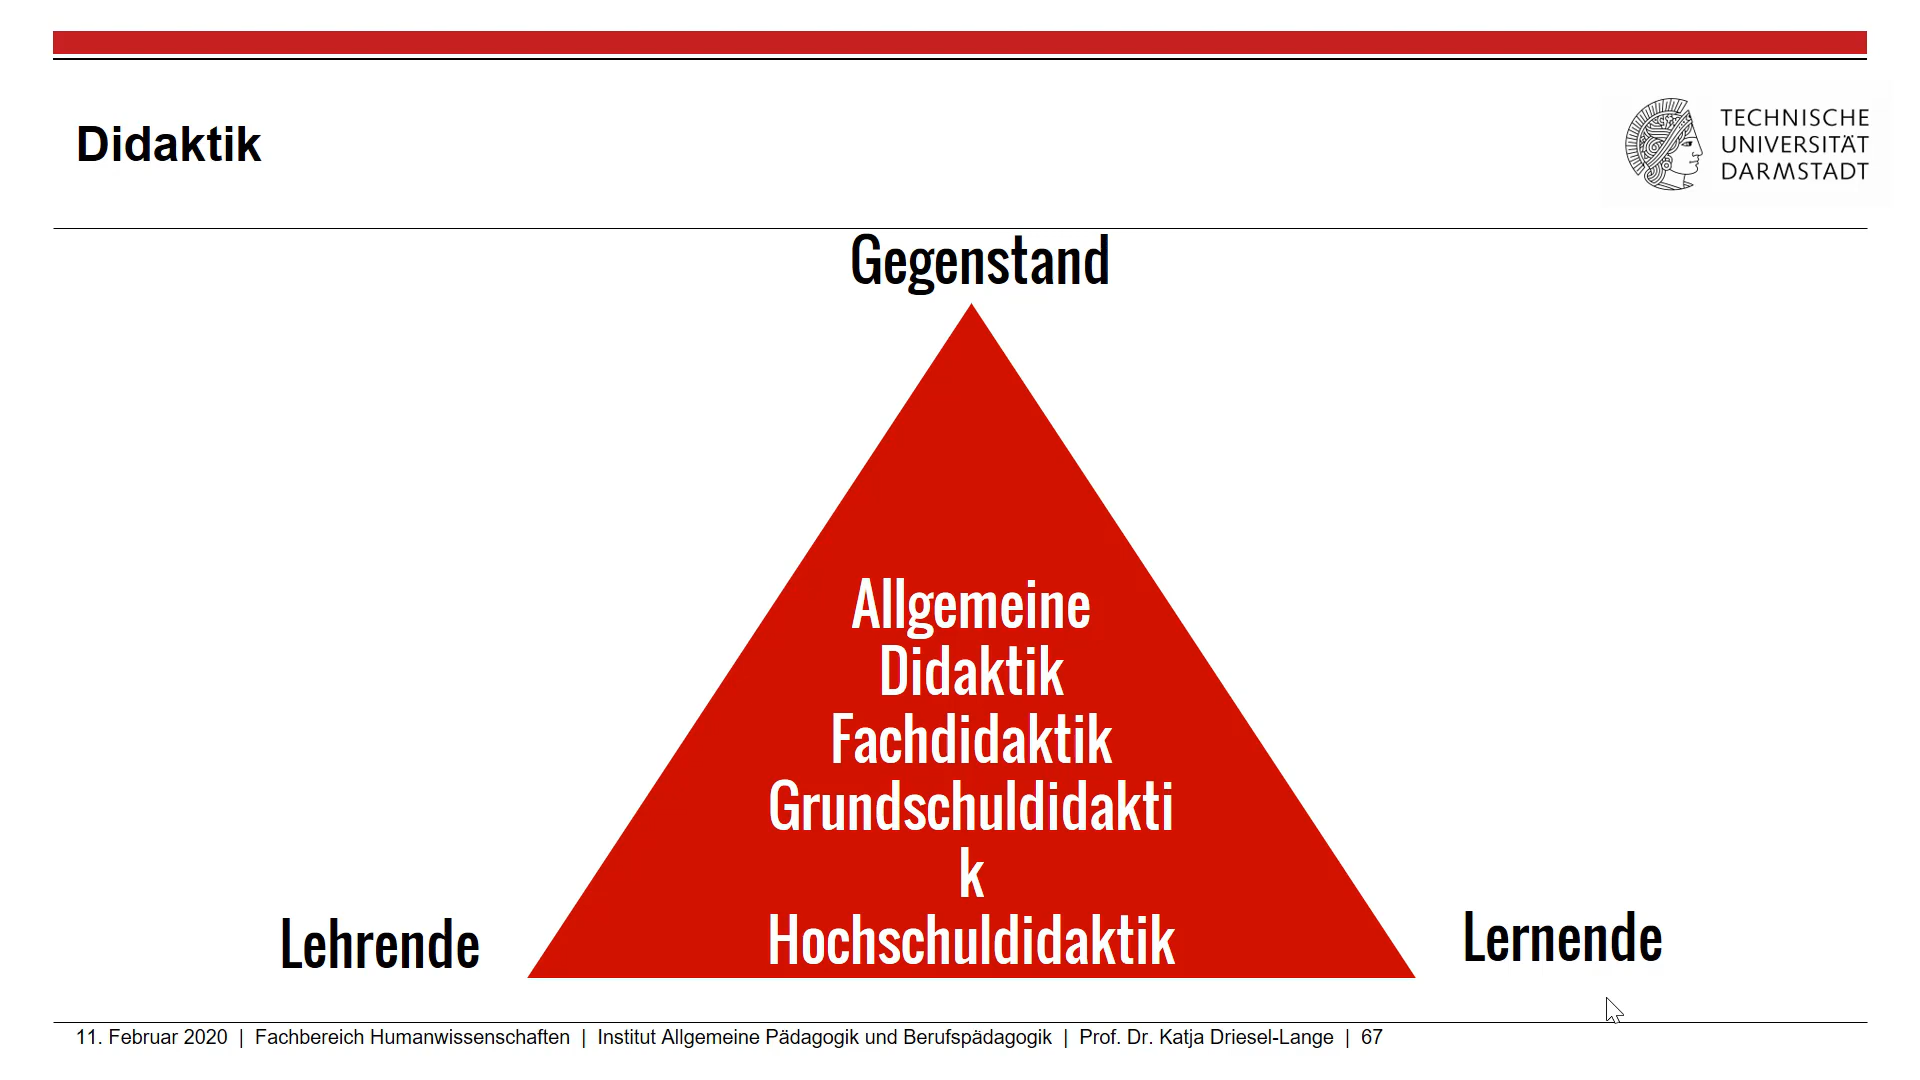 Didaktik
TECHNISCHE
UNIVERSITÄT
DARMSTADT
Gegenstand
Allgemeine
Didaktik
Fachdidaktik
Grundschuldidakti
k
Hochschuldidaktik
Lehrende
Lernende
11. Februar 2020 | Fachbereich Humanwissenschaften | Institut Allgemeine Pädagogik und Berufspädagogik | Prof. Dr. Katja Driesel-Lange | 67